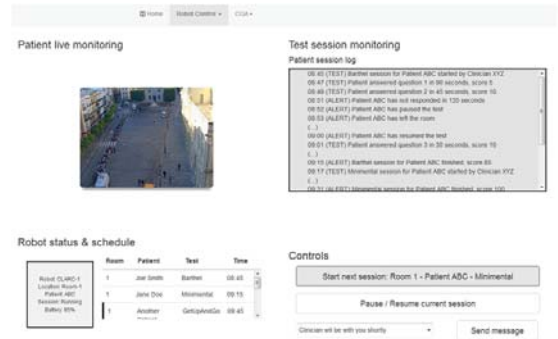 Home Robot Control CGA
Patient live monitoring
Test session monitoring
Patient session log
08:45 (TEST) Barthel session for Patient ABC started by Clinician XYZ
08:47 (TEST) Patient answered question 1 in 90 seconds, score 5
08:49 (TEST) Patient answered question 2 in 45 seconds, score 10
08:51 (ALERT) Patient ABC has not responded in 120 seconds
08:52 (ALERT) Patient ABC has paused the test
08:53 (ALERT) Patient ABC has left the room
(...)
09:00 (ALERT) Patient ABC has resumed the test
09:01 (TEST) Patient answered question 3 in 30 seconds, score 10
(...)
09:15 (ALERT) Barthel session for Patient ABC finished, score 85
09:17 (TEST) Minimental session for Patient ABC started by Clinician XYZ
(...)
09:31 (ALERT) Minimental session for Patient ABC finished, score 100
Robot status & schedule
Robot CLARC-1
Location Room-1
Patient ABC
Session Running
Battery 85%
Room Patient Test Time
1 Joe Smith Barthel 08:45
1 Jane Doe Minimental 09:15
1 Another GetUpAndGo 09:45
Controls
Start next session: Room 1 - Patient ABC - Minimental
Pause / Resume current session
Clinician will be with you shortly
Send message